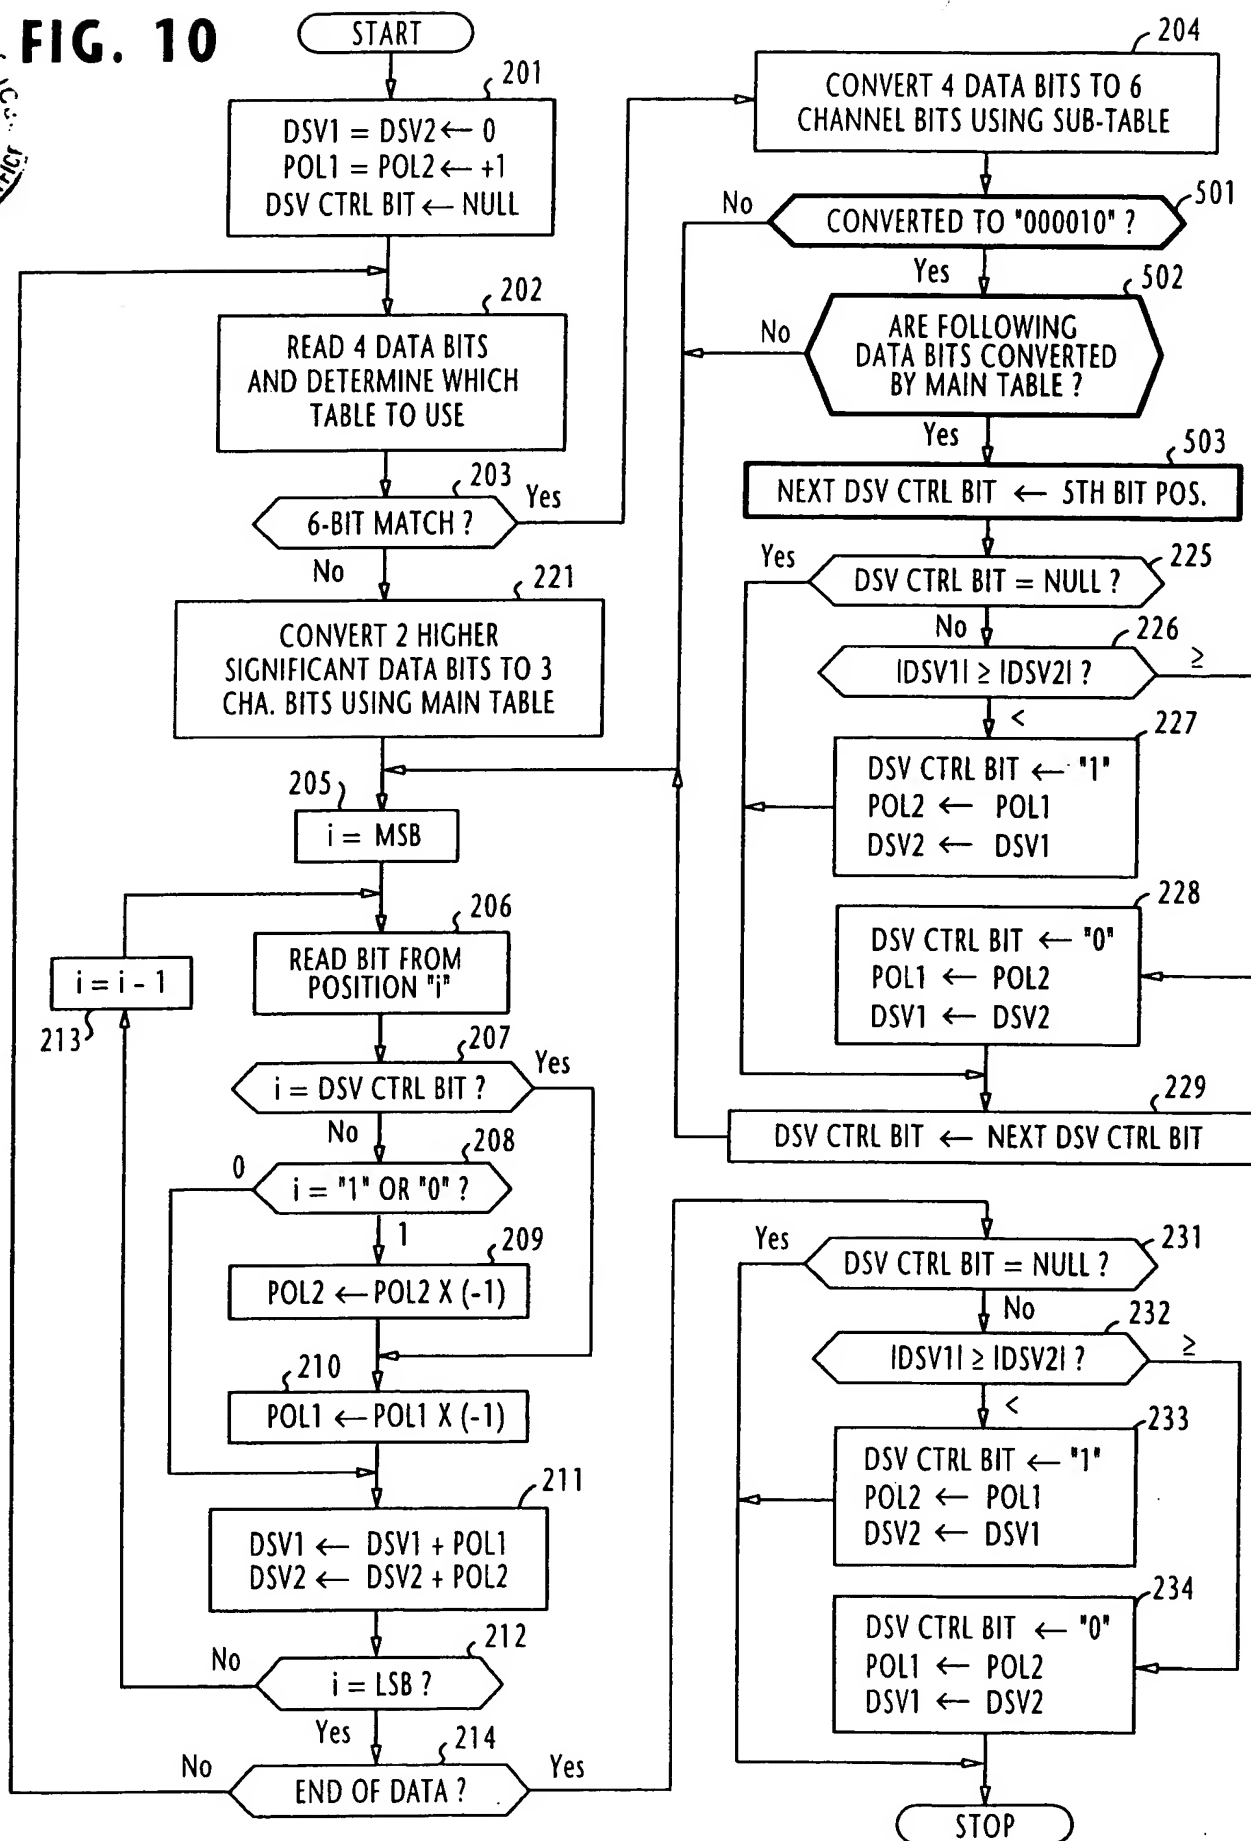 FIG. 10
START
201
DSV1 = DSV2 ← 0
POL1 = POL2 ← +1
DSV CTRL BIT ← NULL
202
READ 4 DATA BITS
AND DETERMINE WHICH
TABLE TO USE
203
6-BIT MATCH ?
Yes
No
221
CONVERT 2 HIGHER
SIGNIFICANT DATA BITS TO 3
CHA. BITS USING MAIN TABLE
205
i = MSB
206
READ BIT FROM
POSITION "i"
i = i - 1
213
207
i = DSV CTRL BIT ?
Yes
No
208
0
i = "1" OR "0" ?
1
209
POL2 ← POL2 X (-1)
210
POL1 ← POL1 X (-1)
211
DSV1 ← DSV1 + POL1
DSV2 ← DSV2 + POL2
212
No
i = LSB ?
Yes
214
No
END OF DATA ?
Yes
204
CONVERT 4 DATA BITS TO 6
CHANNEL BITS USING SUB-TABLE
501
No
CONVERTED TO "000010" ?
Yes
502
No
ARE FOLLOWING
DATA BITS CONVERTED
BY MAIN TABLE ?
Yes
503
NEXT DSV CTRL BIT ← 5TH BIT POS.
225
Yes
DSV CTRL BIT = NULL ?
No
226
|DSV1| ≥ |DSV2| ?
≥
<
227
DSV CTRL BIT ← "1"
POL2 ← POL1
DSV2 ← DSV1
228
DSV CTRL BIT ← "0"
POL1 ← POL2
DSV1 ← DSV2
229
DSV CTRL BIT ← NEXT DSV CTRL BIT
231
Yes
DSV CTRL BIT = NULL ?
No
232
|DSV1| ≥ |DSV2| ?
≥
<
233
DSV CTRL BIT ← "1"
POL2 ← POL1
DSV2 ← DSV1
234
DSV CTRL BIT ← "0"
POL1 ← POL2
DSV1 ← DSV2
STOP